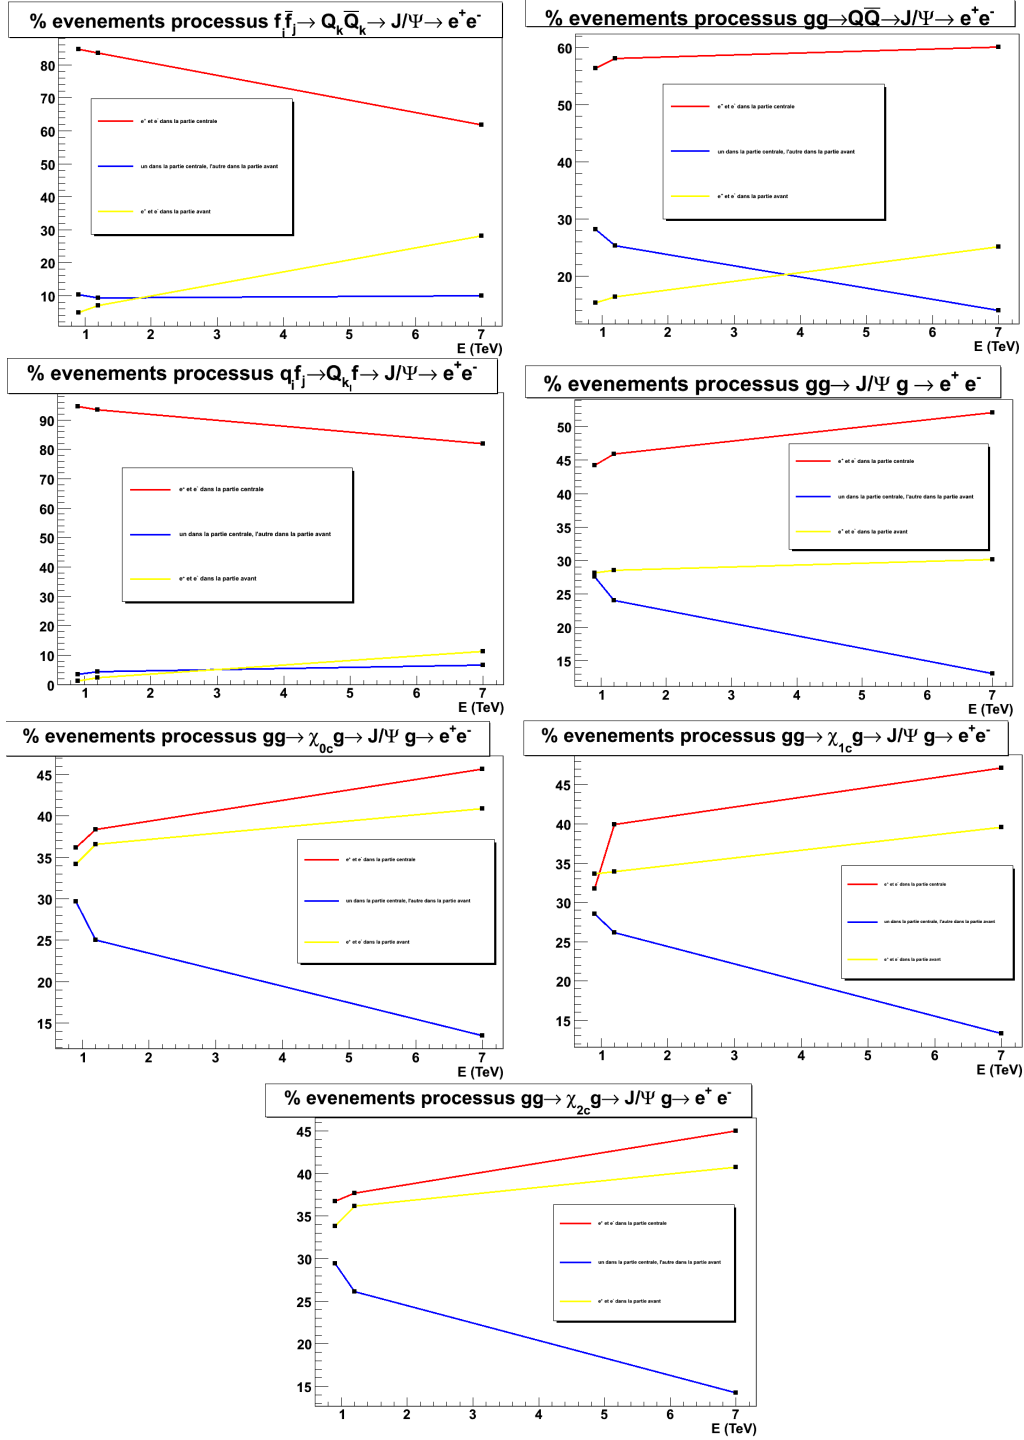 % evenements processus f_i f̅_j→ Q_k Q̅_k→ J/Ψ→ e⁺e⁻
80
70
60
50
40
30
20
10
e⁺ et e⁻ dans la partie centrale
un dans la partie centrale, l'autre dans la partie avant
e⁺ et e⁻ dans la partie avant
1 2 3 4 5 6 7
E (TeV)
% evenements processus gg→QQ̅→J/Ψ→ e⁺e⁻
60
50
40
30
20
e⁺ et e⁻ dans la partie centrale
un dans la partie centrale, l'autre dans la partie avant
e⁺ et e⁻ dans la partie avant
1 2 3 4 5 6 7
E (TeV)
% evenements processus q_i f_j→Q_k_l f→ J/Ψ→ e⁺e⁻
90
80
70
60
50
40
30
20
10
0
e⁺ et e⁻ dans la partie centrale
un dans la partie centrale, l'autre dans la partie avant
e⁺ et e⁻ dans la partie avant
1 2 3 4 5 6 7
E (TeV)
% evenements processus gg→ J/Ψ g → e⁺ e⁻
50
45
40
35
30
25
20
15
e⁺ et e⁻ dans la partie centrale
un dans la partie centrale, l'autre dans la partie avant
e⁺ et e⁻ dans la partie avant
1 2 3 4 5 6 7
E (TeV)
% evenements processus gg→ χ_0c g→ J/Ψ g→ e⁺e⁻
45
40
35
30
25
20
15
e⁺ et e⁻ dans la partie centrale
un dans la partie centrale, l'autre dans la partie avant
e⁺ et e⁻ dans la partie avant
1 2 3 4 5 6 7
E (TeV)
% evenements processus gg→ χ_1c g→ J/Ψ g→ e⁺e⁻
45
40
35
30
25
20
15
e⁺ et e⁻ dans la partie centrale
un dans la partie centrale, l'autre dans la partie avant
e⁺ et e⁻ dans la partie avant
1 2 3 4 5 6 7
E (TeV)
% evenements processus gg→ χ_2c g→ J/Ψ g→ e⁺ e⁻
45
40
35
30
25
20
15
e⁺ et e⁻ dans la partie centrale
un dans la partie centrale, l'autre dans la partie avant
e⁺ et e⁻ dans la partie avant
1 2 3 4 5 6 7
E (TeV)